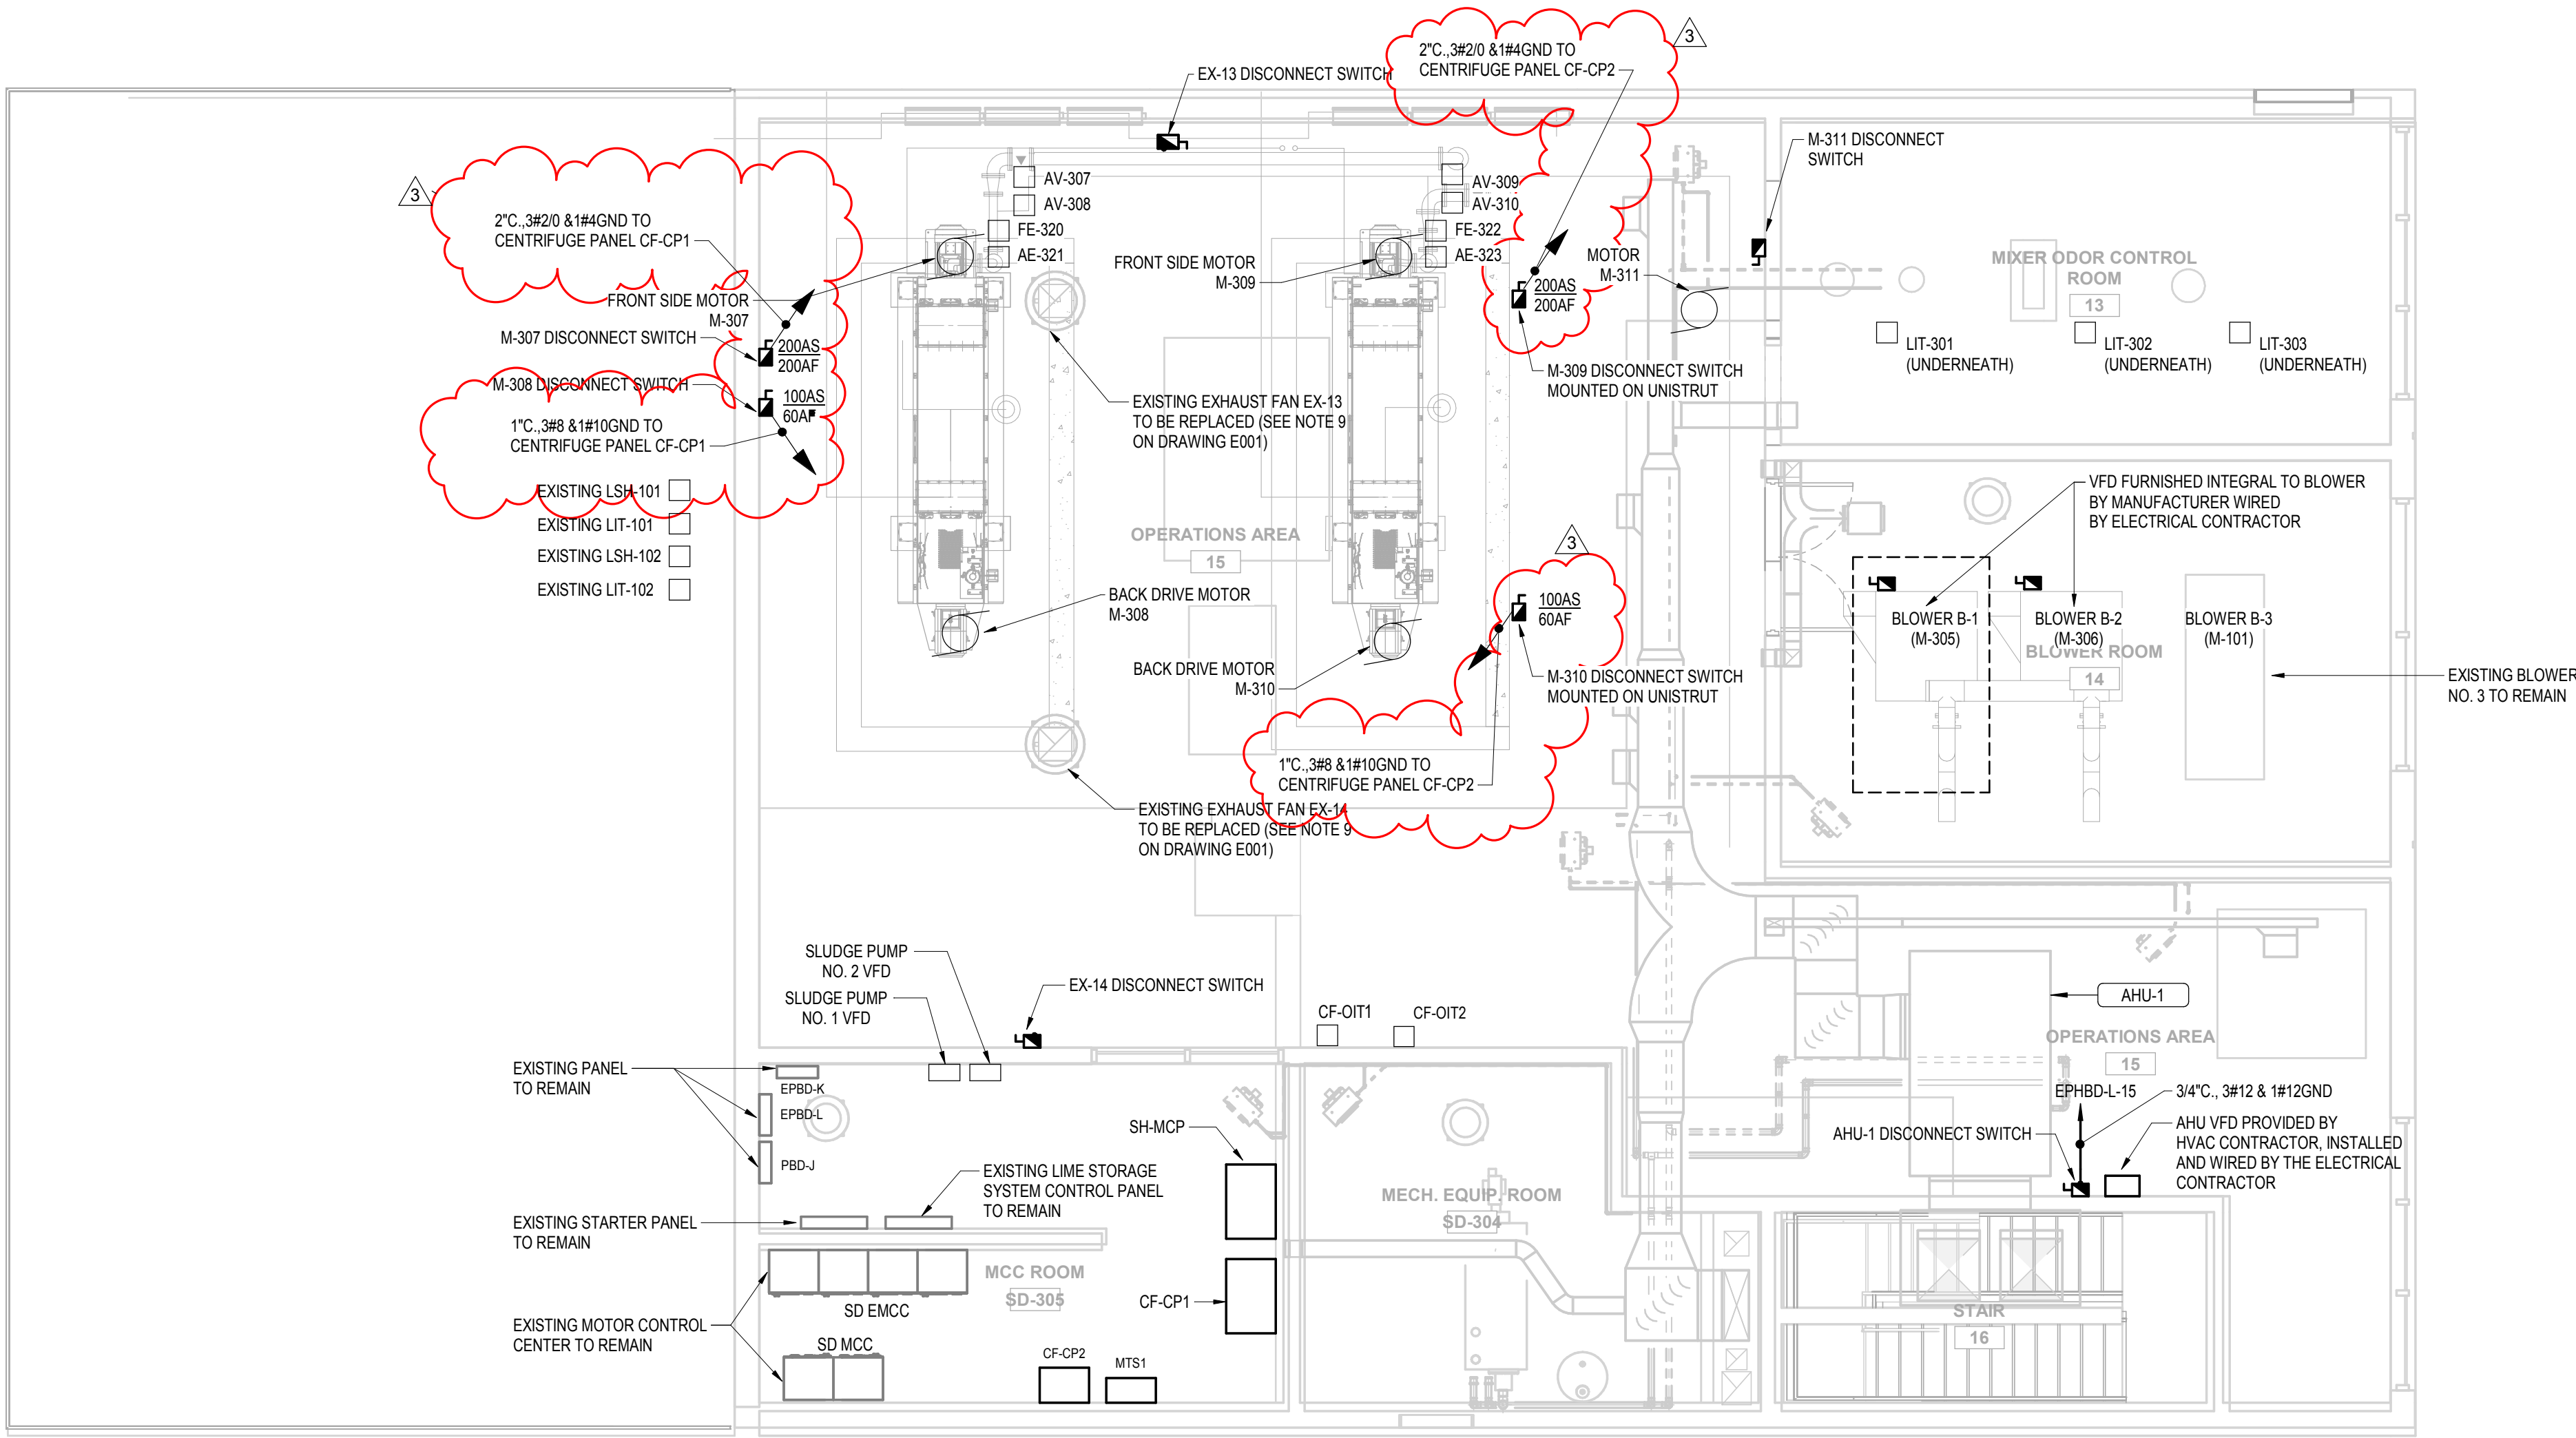 3
2"C.,3#2/0 &1#4GND TO
CENTRIFUGE PANEL CF-CP2
EX-13 DISCONNECT SWITCH
M-311 DISCONNECT
SWITCH
3
2"C.,3#2/0 &1#4GND TO
CENTRIFUGE PANEL CF-CP1
AV-307
AV-308
FE-320
AE-321
AV-309
AV-310
FE-322
AE-323
FRONT SIDE MOTOR
M-309
MOTOR
M-311
MIXER ODOR CONTROL
ROOM
13
FRONT SIDE MOTOR
M-307
M-307 DISCONNECT SWITCH
200AS
200AF
200AS
200AF
LIT-301
(UNDERNEATH)
LIT-302
(UNDERNEATH)
LIT-303
(UNDERNEATH)
M-308 DISCONNECT SWITCH
100AS
60AF
M-309 DISCONNECT SWITCH
MOUNTED ON UNISTRUT
1"C.,3#8 &1#10GND TO
CENTRIFUGE PANEL CF-CP1
EXISTING EXHAUST FAN EX-13
TO BE REPLACED (SEE NOTE 9
ON DRAWING E001)
EXISTING LSH-101
EXISTING LIT-101
EXISTING LSH-102
EXISTING LIT-102
VFD FURNISHED INTEGRAL TO BLOWER
BY MANUFACTURER WIRED
BY ELECTRICAL CONTRACTOR
OPERATIONS AREA
15
3
100AS
60AF
BACK DRIVE MOTOR
M-308
BLOWER B-1
(M-305)
BLOWER B-2
(M-306)
BLOWER B-3
(M-101)
BLOWER ROOM
14
BACK DRIVE MOTOR
M-310
M-310 DISCONNECT SWITCH
MOUNTED ON UNISTRUT
EXISTING BLOWER
NO. 3 TO REMAIN
1"C.,3#8 &1#10GND TO
CENTRIFUGE PANEL CF-CP2
EXISTING EXHAUST FAN EX-14
TO BE REPLACED (SEE NOTE 9
ON DRAWING E001)
SLUDGE PUMP
NO. 2 VFD
SLUDGE PUMP
NO. 1 VFD
EX-14 DISCONNECT SWITCH
CF-OIT1
CF-OIT2
AHU-1
OPERATIONS AREA
15
EXISTING PANEL
TO REMAIN
EPBD-K
EPBD-L
PBD-J
EPHBD-L-15
3/4"C., 3#12 & 1#12GND
SH-MCP
AHU-1 DISCONNECT SWITCH
AHU VFD PROVIDED BY
HVAC CONTRACTOR, INSTALLED
AND WIRED BY THE ELECTRICAL
CONTRACTOR
EXISTING LIME STORAGE
SYSTEM CONTROL PANEL
TO REMAIN
MECH. EQUIP. ROOM
SD-304
EXISTING STARTER PANEL
TO REMAIN
MCC ROOM
SD-305
SD EMCC
CF-CP1
STAIR
16
EXISTING MOTOR CONTROL
CENTER TO REMAIN
SD MCC
CF-CP2
MTS1